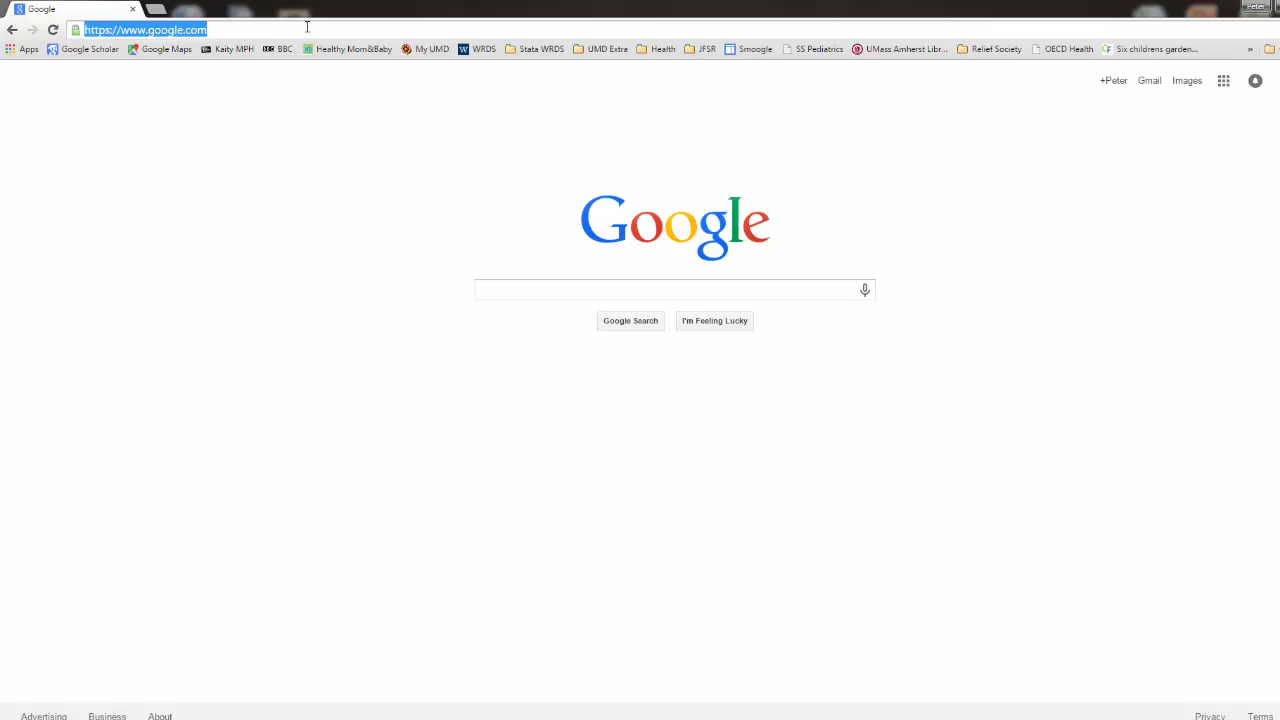 Google
Peter
https://www.google.com
Apps Google Scholar Google Maps Kaity MPH BBC Healthy Mom&Baby My UMD WRDS Stata WRDS UMD Extra Health JFSR Smoogle SS Pediatrics UMass Amherst Libr... Relief Society OECD Health Six childrens garden... »
+Peter Gmail Images
Google
Google Search I'm Feeling Lucky
Advertising Business About Privacy Terms